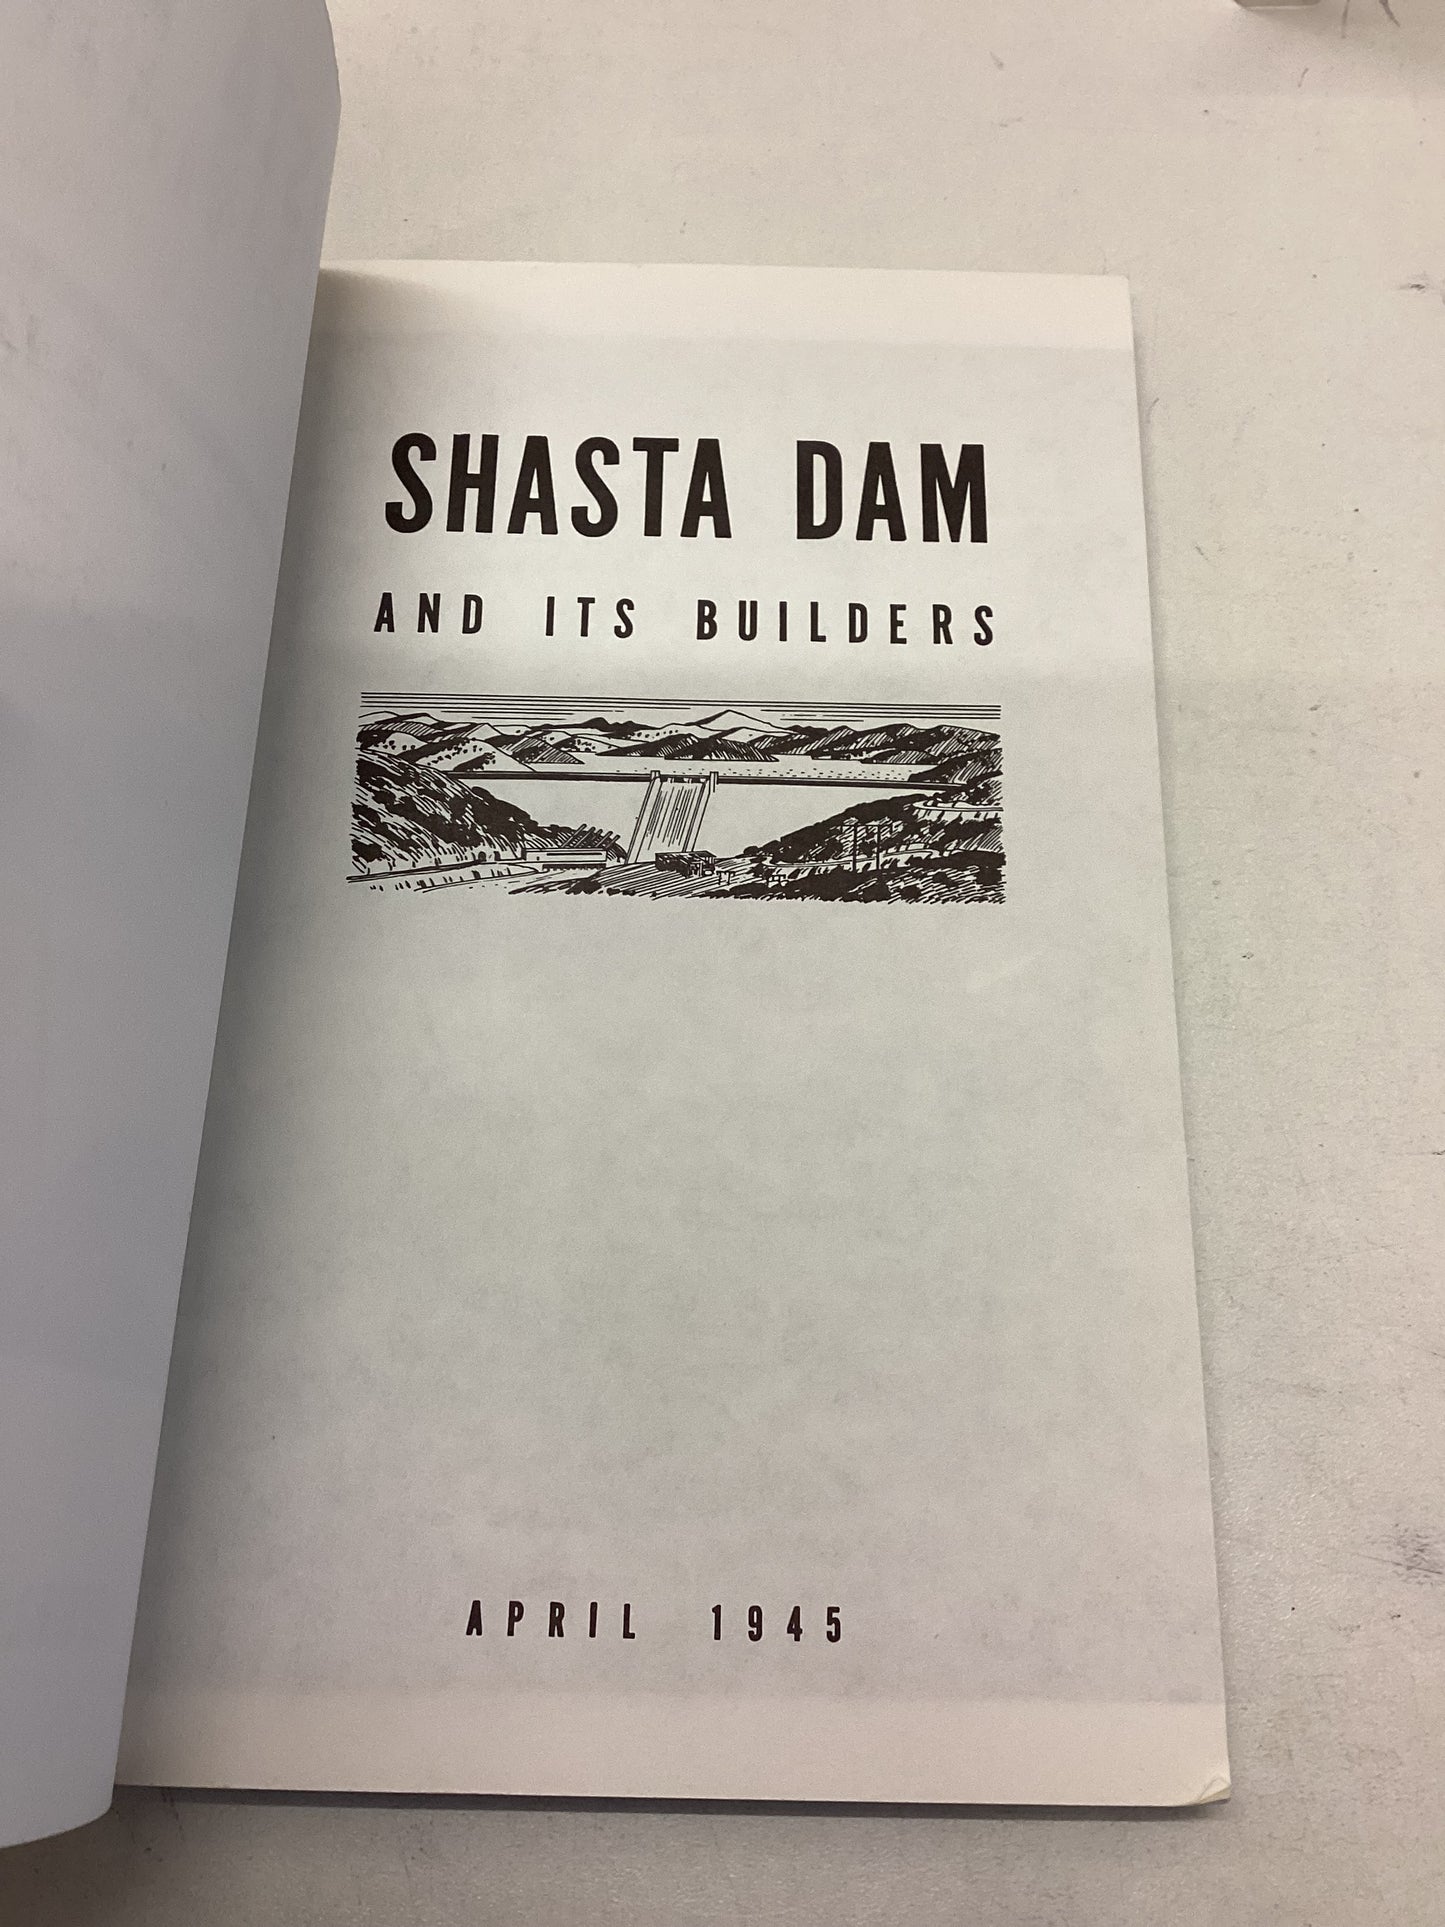 SHASTA DAM
AND ITS BUILDERS
APRIL 1945